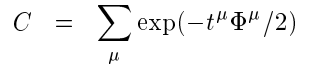 C = ∑_μ exp(−t^μ Φ^μ /2)